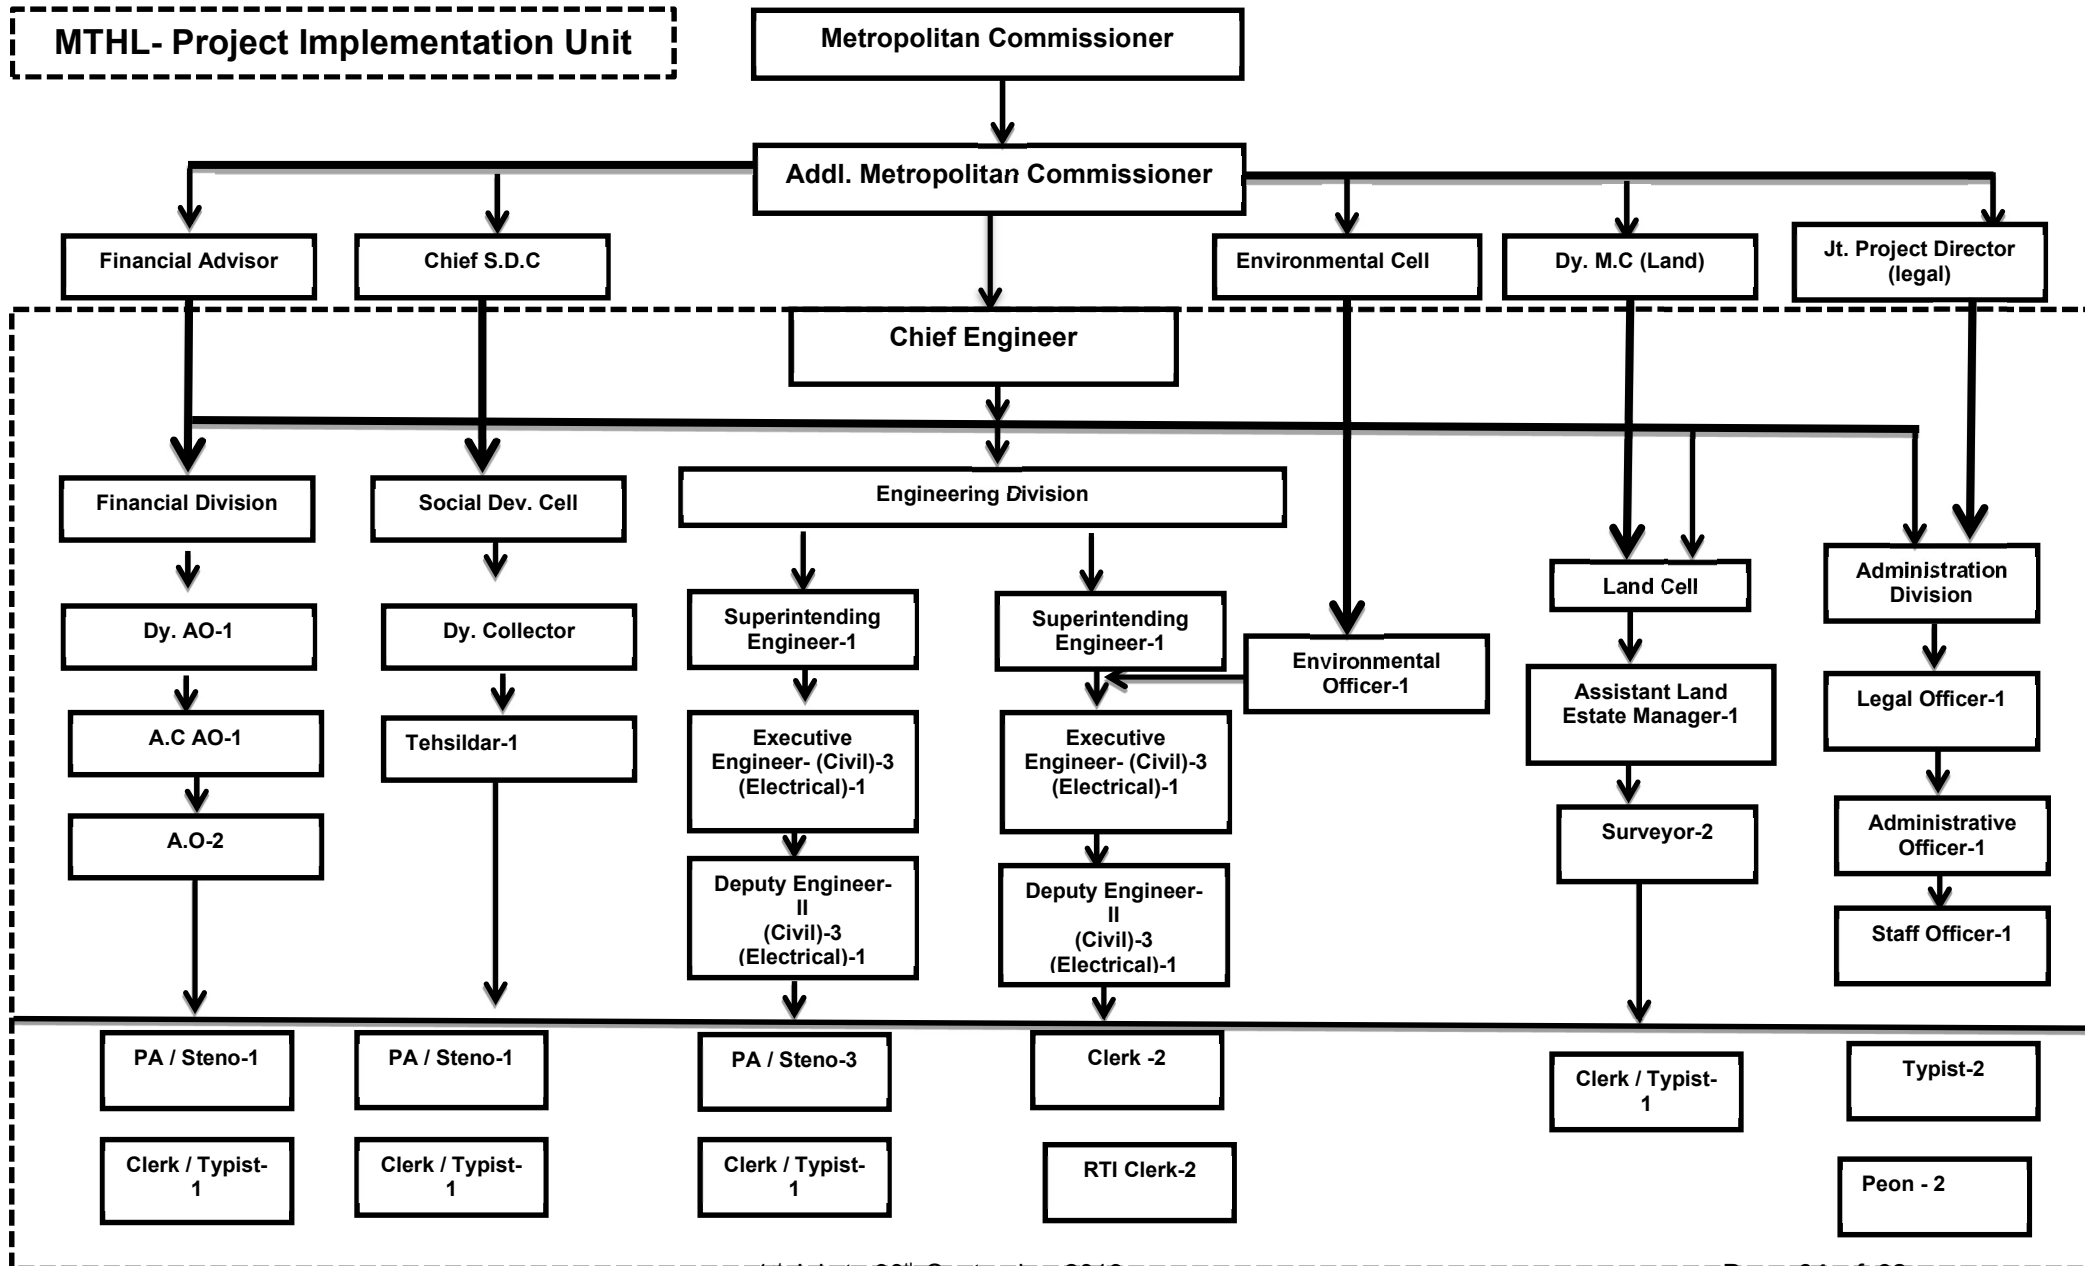 MTHL- Project Implementation Unit
Metropolitan Commissioner
Addl. Metropolitan Commissioner
Financial Advisor
Chief S.D.C
Environmental Cell
Dy. M.C (Land)
Jt. Project Director
(legal)
Chief Engineer
Financial Division
Social Dev. Cell
Engineering Division
Land Cell
Administration
Division
Dy. AO-1
Dy. Collector
Superintending
Engineer-1
Superintending
Engineer-1
Environmental
Officer-1
Assistant Land
Estate Manager-1
Legal Officer-1
A.C AO-1
Tehsildar-1
Executive
Engineer- (Civil)-3
(Electrical)-1
Executive
Engineer- (Civil)-3
(Electrical)-1
A.O-2
Surveyor-2
Administrative
Officer-1
Deputy Engineer-
II
(Civil)-3
(Electrical)-1
Deputy Engineer-
II
(Civil)-3
(Electrical)-1
Staff Officer-1
PA / Steno-1
PA / Steno-1
PA / Steno-3
Clerk -2
Clerk / Typist-
1
Typist-2
Clerk / Typist-
1
Clerk / Typist-
1
Clerk / Typist-
1
RTI Clerk-2
Peon - 2